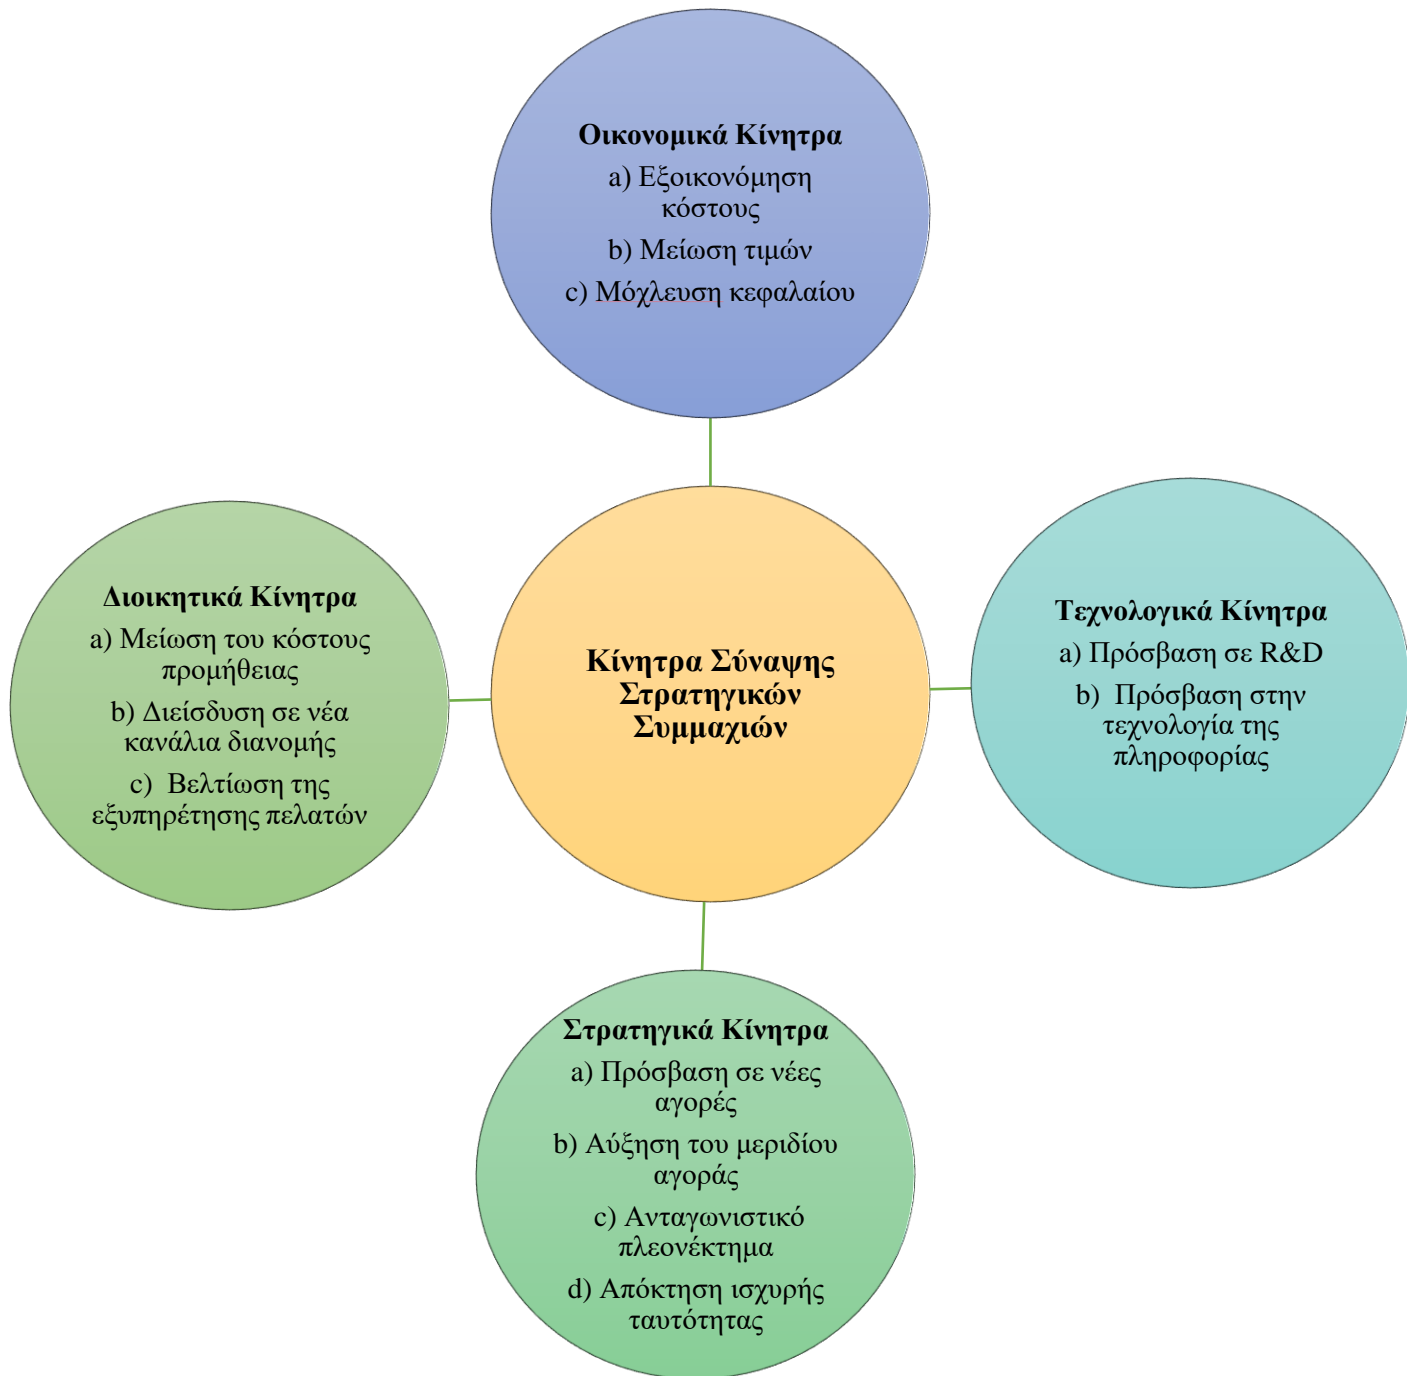 Οικονομικά Κίνητρα
a) Εξοικονόμηση
κόστους
b) Μείωση τιμών
c) Μόχλευση κεφαλαίου
Διοικητικά Κίνητρα
a) Μείωση του κόστους
προμήθειας
b) Διείσδυση σε νέα
κανάλια διανομής
c) Βελτίωση της
εξυπηρέτησης πελατών
Κίνητρα Σύναψης
Στρατηγικών
Συμμαχιών
Τεχνολογικά Κίνητρα
a) Πρόσβαση σε R&D
b) Πρόσβαση στην
τεχνολογία της
πληροφορίας
Στρατηγικά Κίνητρα
a) Πρόσβαση σε νέες
αγορές
b) Αύξηση του μεριδίου
αγοράς
c) Ανταγωνιστικό
πλεονέκτημα
d) Απόκτηση ισχυρής
ταυτότητας